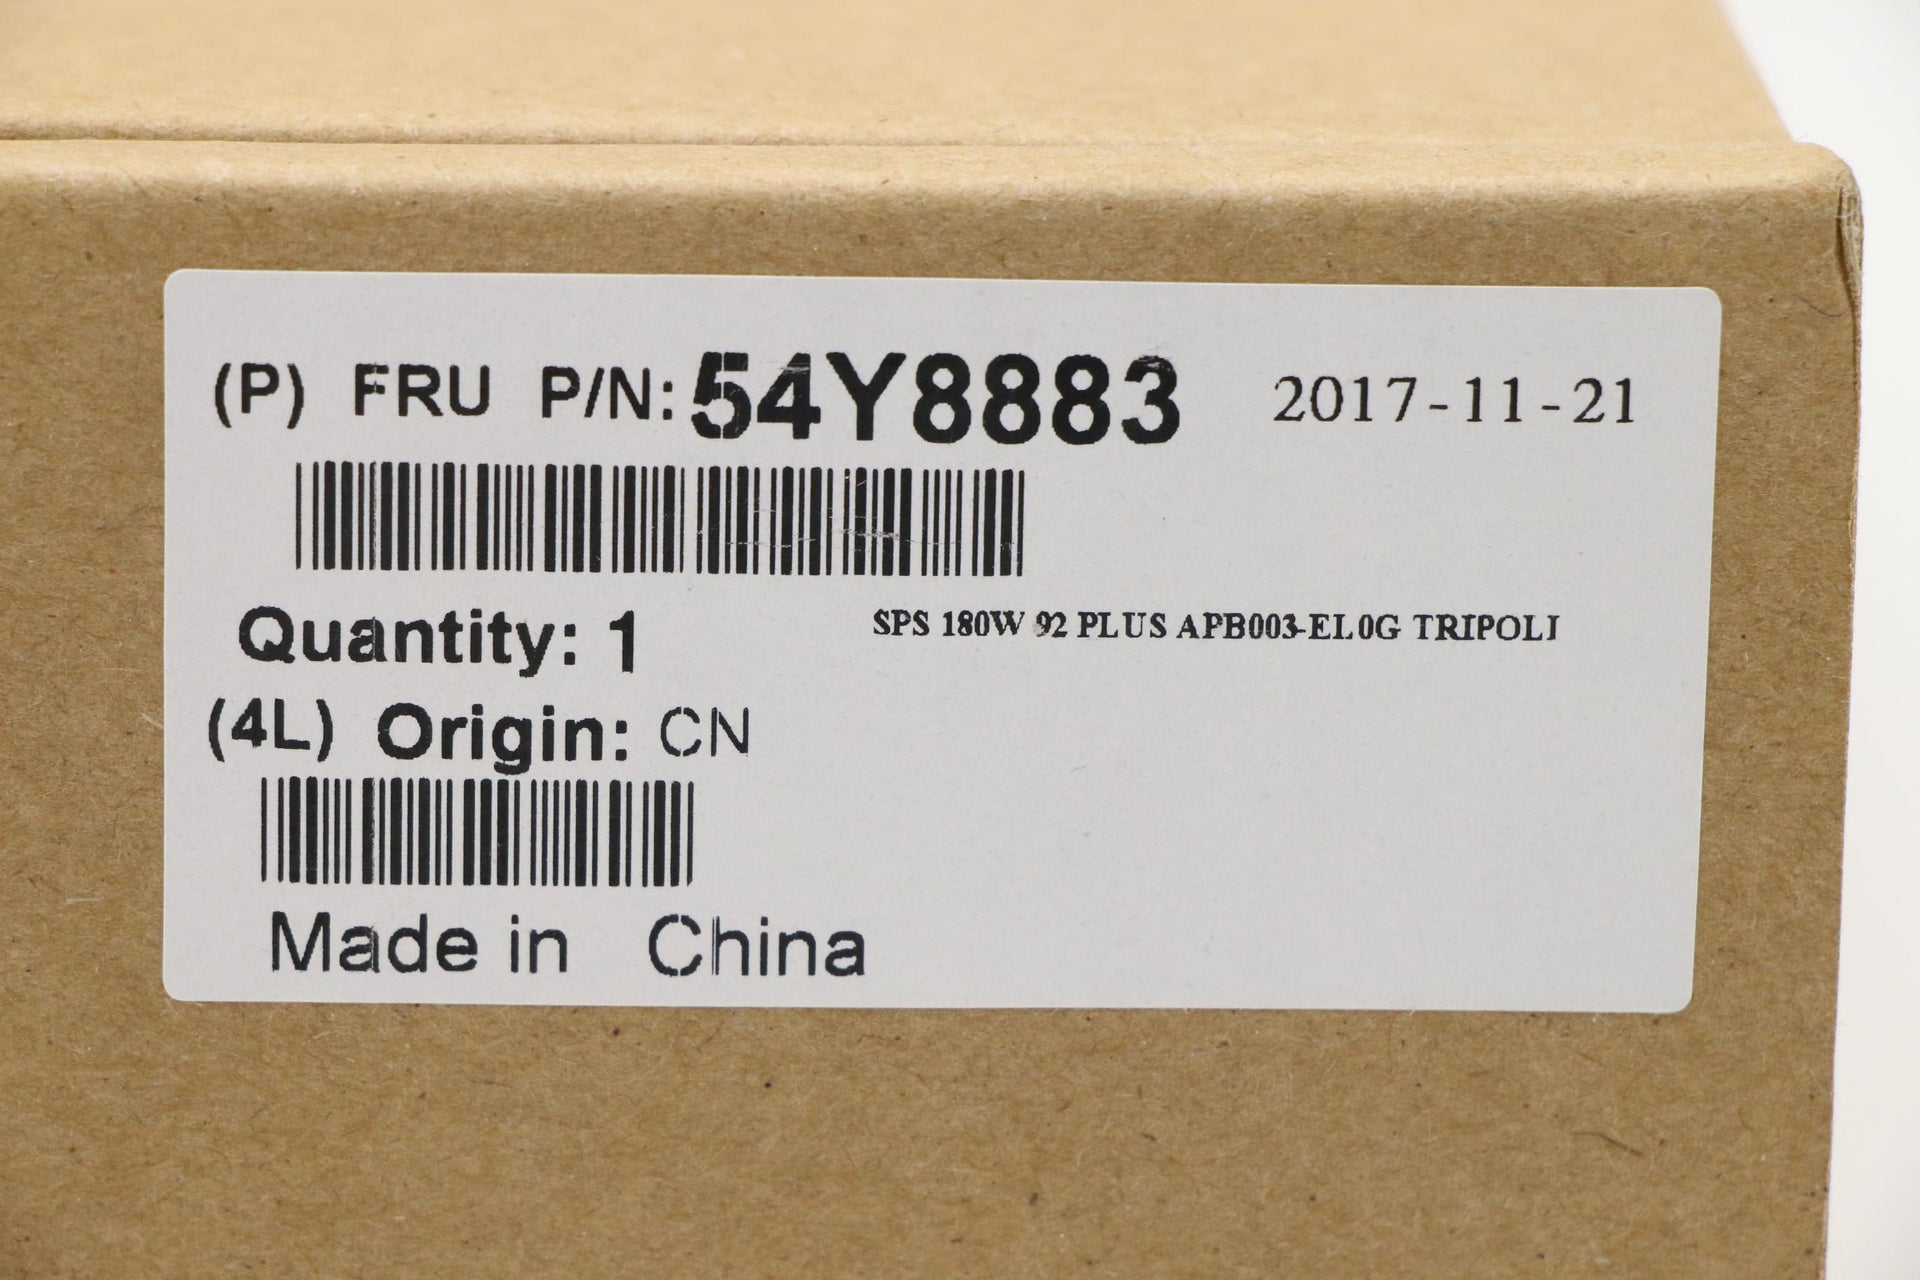 (P) FRU P/N: 54Y8883 2017-11-21
Quantity: 1 SPS 180W 92 PLUS APB003-EL0G TRIPOLI
(4L) Origin: CN
Made in China